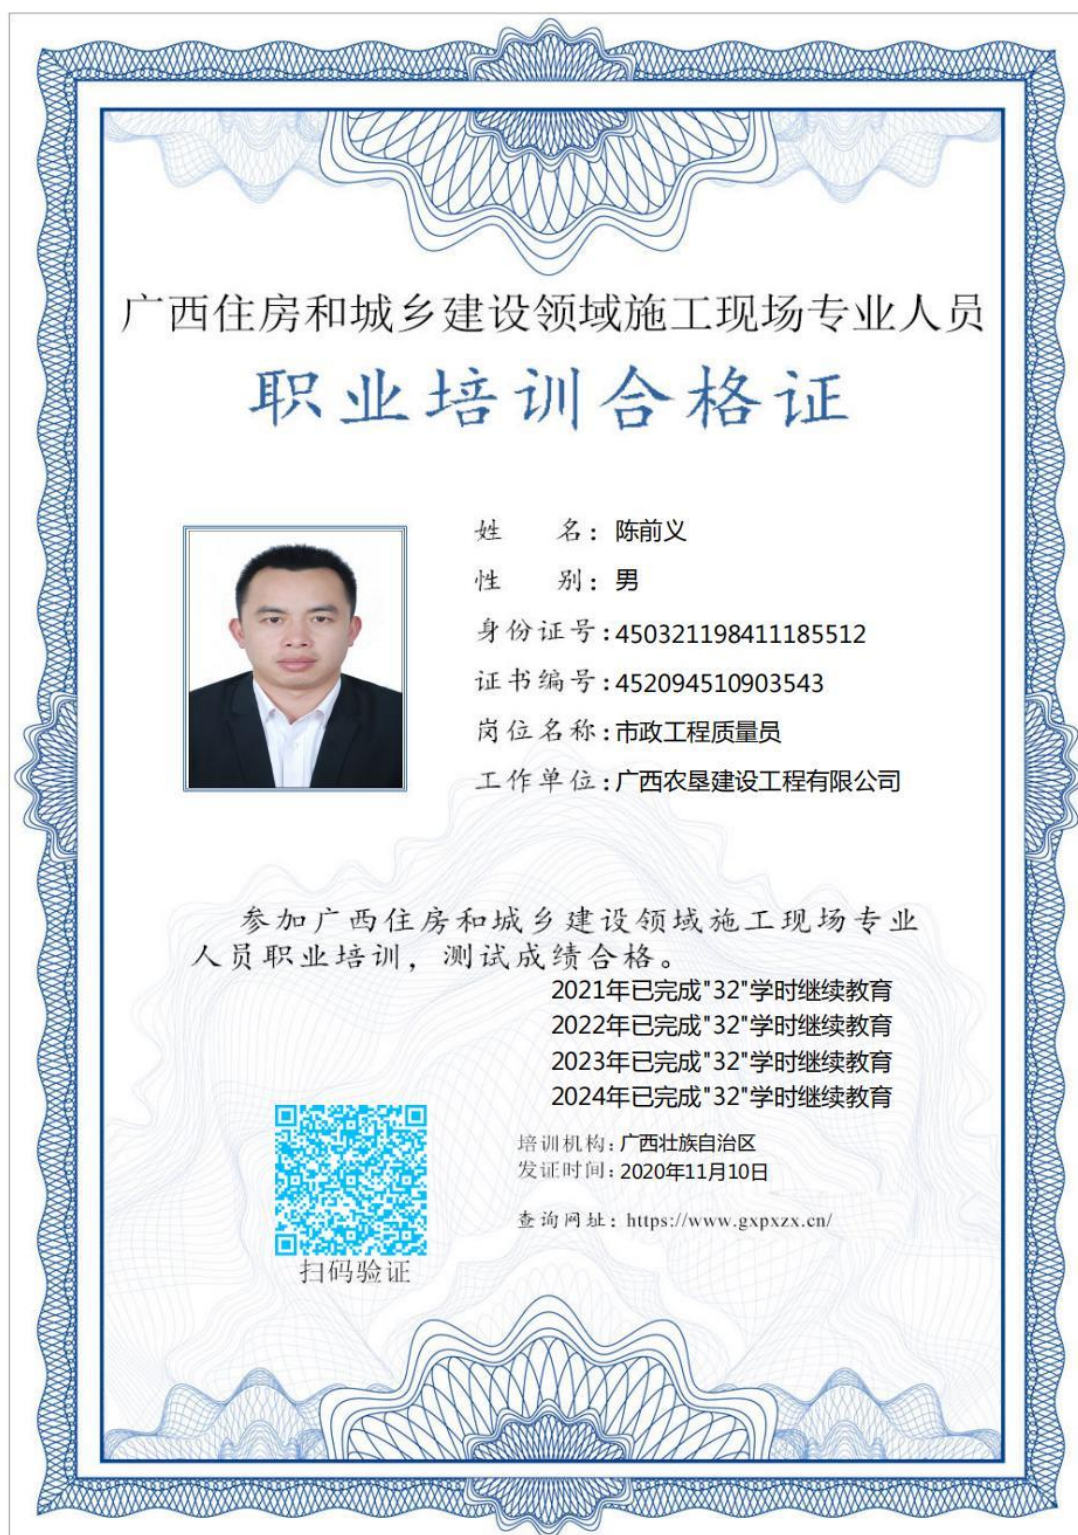 广西住房和城乡建设领域施工现场专业人员
职业培训合格证
姓 名：陈前义
性 别：男
身份证号:450321198411185512
证书编号:452094510903543
岗位名称:市政工程质量员
工作单位:广西农垦建设工程有限公司
参加广西住房和城乡建设领域施工现场专业
人员职业培训，测试成绩合格。
2021年已完成"32"学时继续教育
2022年已完成"32"学时继续教育
2023年已完成"32"学时继续教育
2024年已完成"32"学时继续教育
培训机构:广西壮族自治区
发证时间:2020年11月10日
查询网址: https://www.gxpxzx.cn/
扫码验证